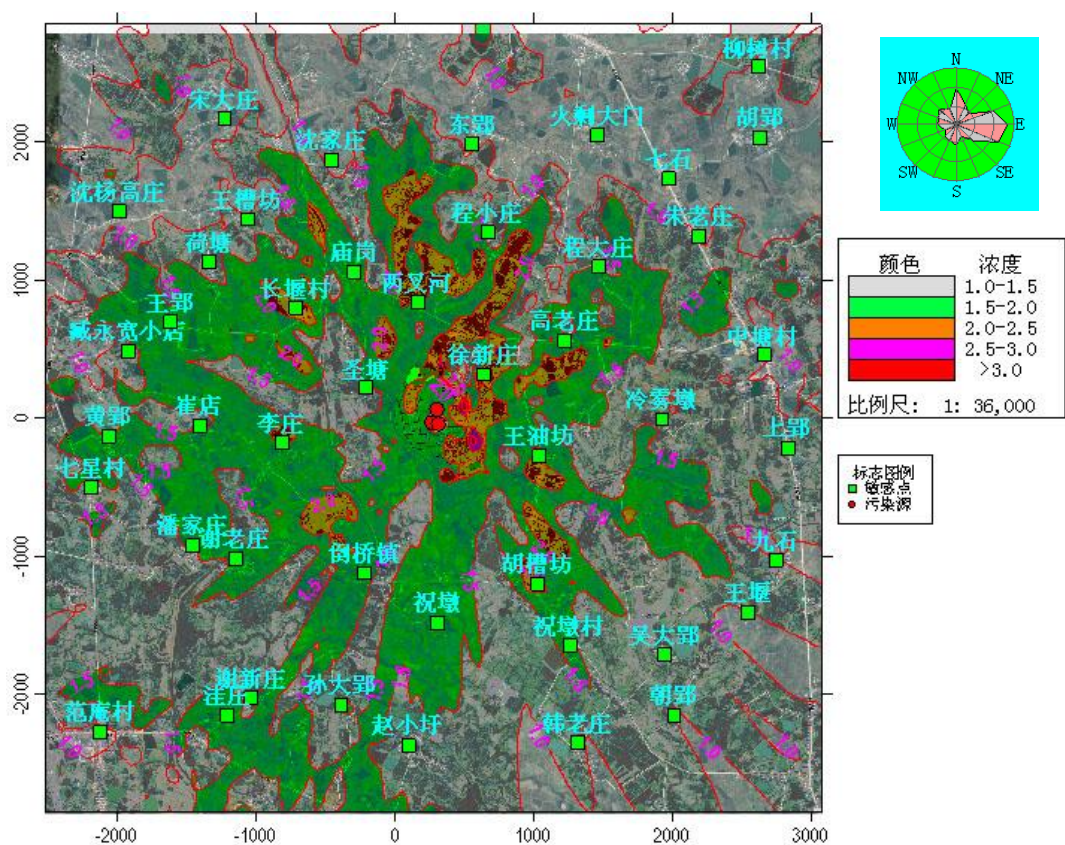 柳树村
N
NW
NE
W
E
SW
SE
S
宋大庄
沈家庄
东郢
火剩大门
胡郢
2000
七石
沈杨高庄
王槽坊
程小庄
朱老庄
荷塘
庙岗
程大庄
1000
长堰村
两叉河
王郢
高老庄
臧永宽小店
中塘村
圣塘
徐新庄
0
黄郢
崔店
李庄
冷雾墩
王油坊
上郢
七星村
潘家庄
谢老庄
-1000
倒桥镇
胡槽坊
九石
祝墩
王堰
祝墩村
吴大郢
-2000
谢新庄
洼庄
孙大郢
朝郢
范庵村
赵小圩
韩老庄
-2000
-1000
0
1000
2000
3000
颜色 浓度
1.0-1.5
1.5-2.0
2.0-2.5
2.5-3.0
>3.0
比例尺: 1: 36,000
标志图例
敏感点
污染源